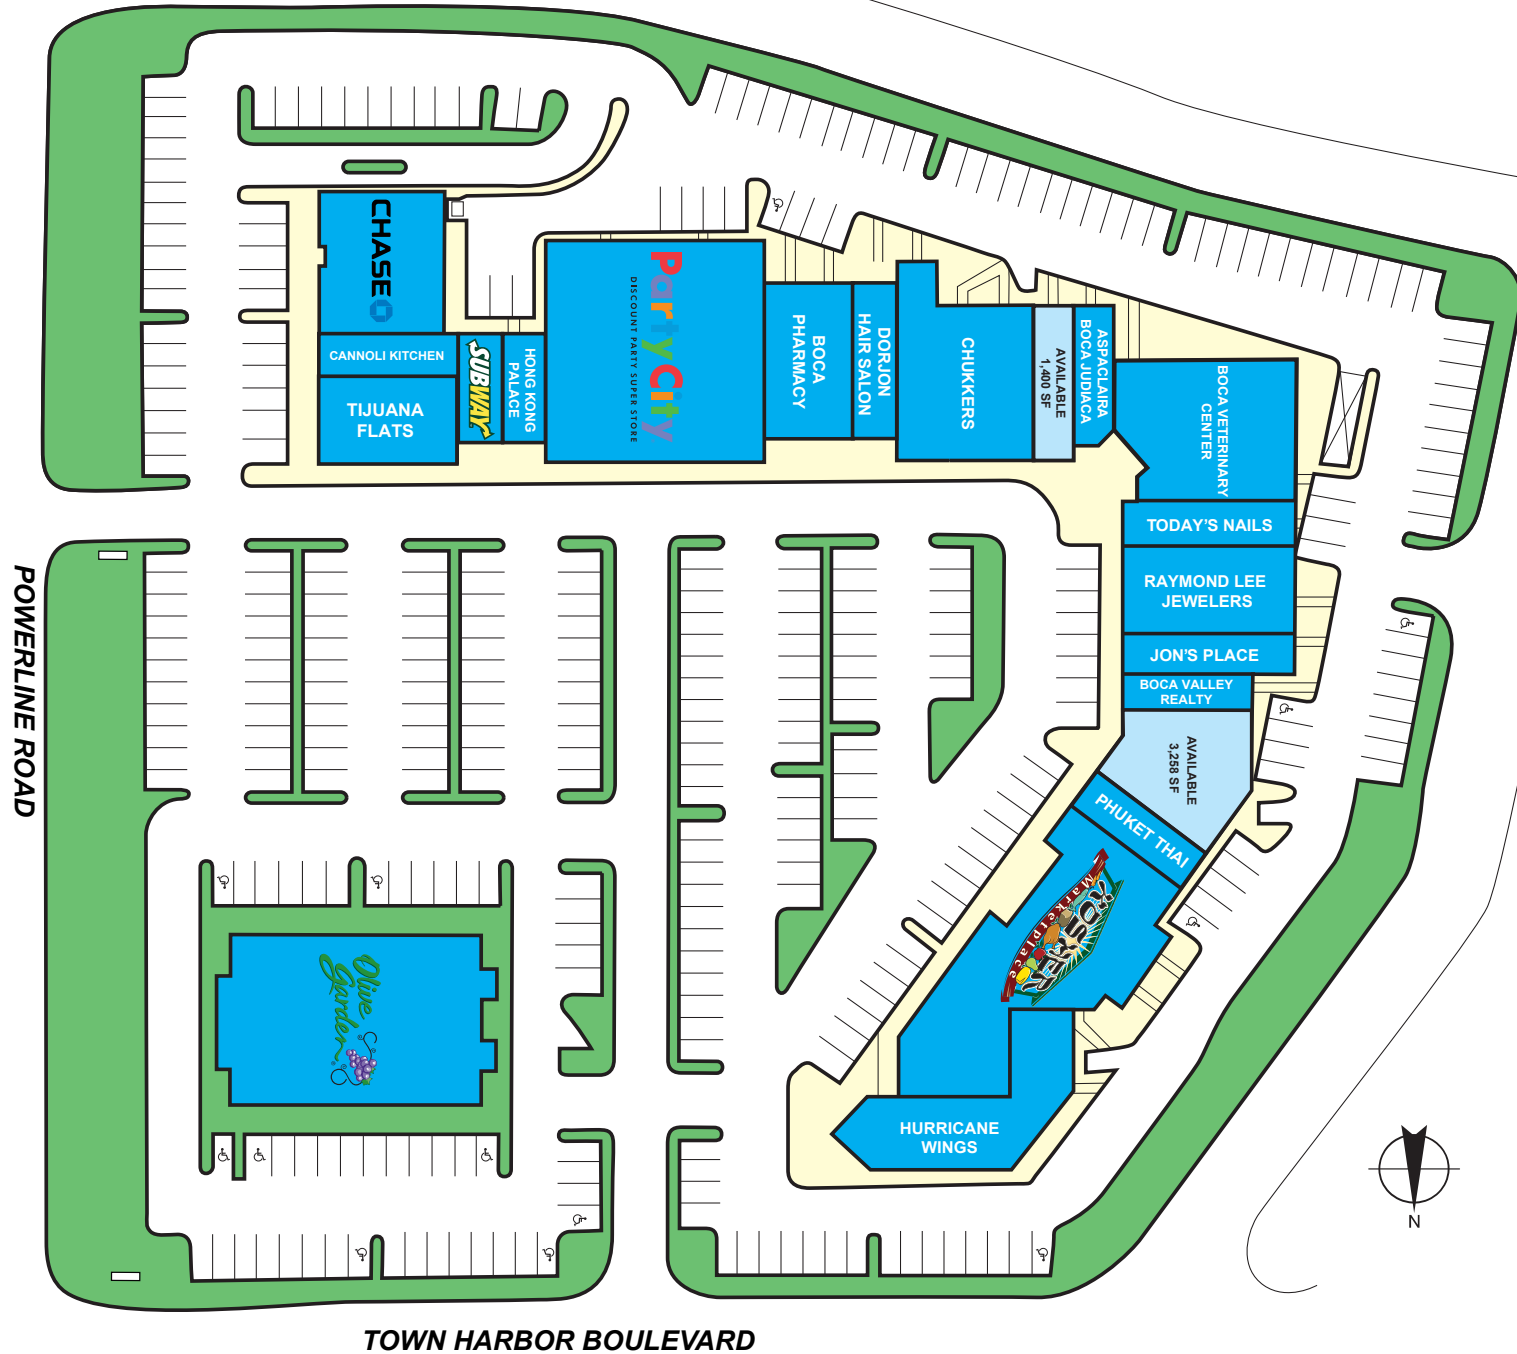 CHASE
CANNOLI KITCHEN
TIJUANA
FLATS
SUBWAY
HONG KONG
PALACE
Party City
DISCOUNT PARTY SUPER STORE
BOCA
PHARMACY
DORJON
HAIR SALON
CHUKKERS
AVAILABLE
1,400 SF
ASPACLAIRA
BOCA JUDIACA
BOCA VETERINARY
CENTER
TODAY'S NAILS
RAYMOND LEE
JEWELERS
JON'S PLACE
BOCA VALLEY
REALTY
AVAILABLE
3,258 SF
PHUKET THAI
KOSHER
Marketplace
HURRICANE
WINGS
Olive
Garden
POWERLINE ROAD
TOWN HARBOR BOULEVARD
N